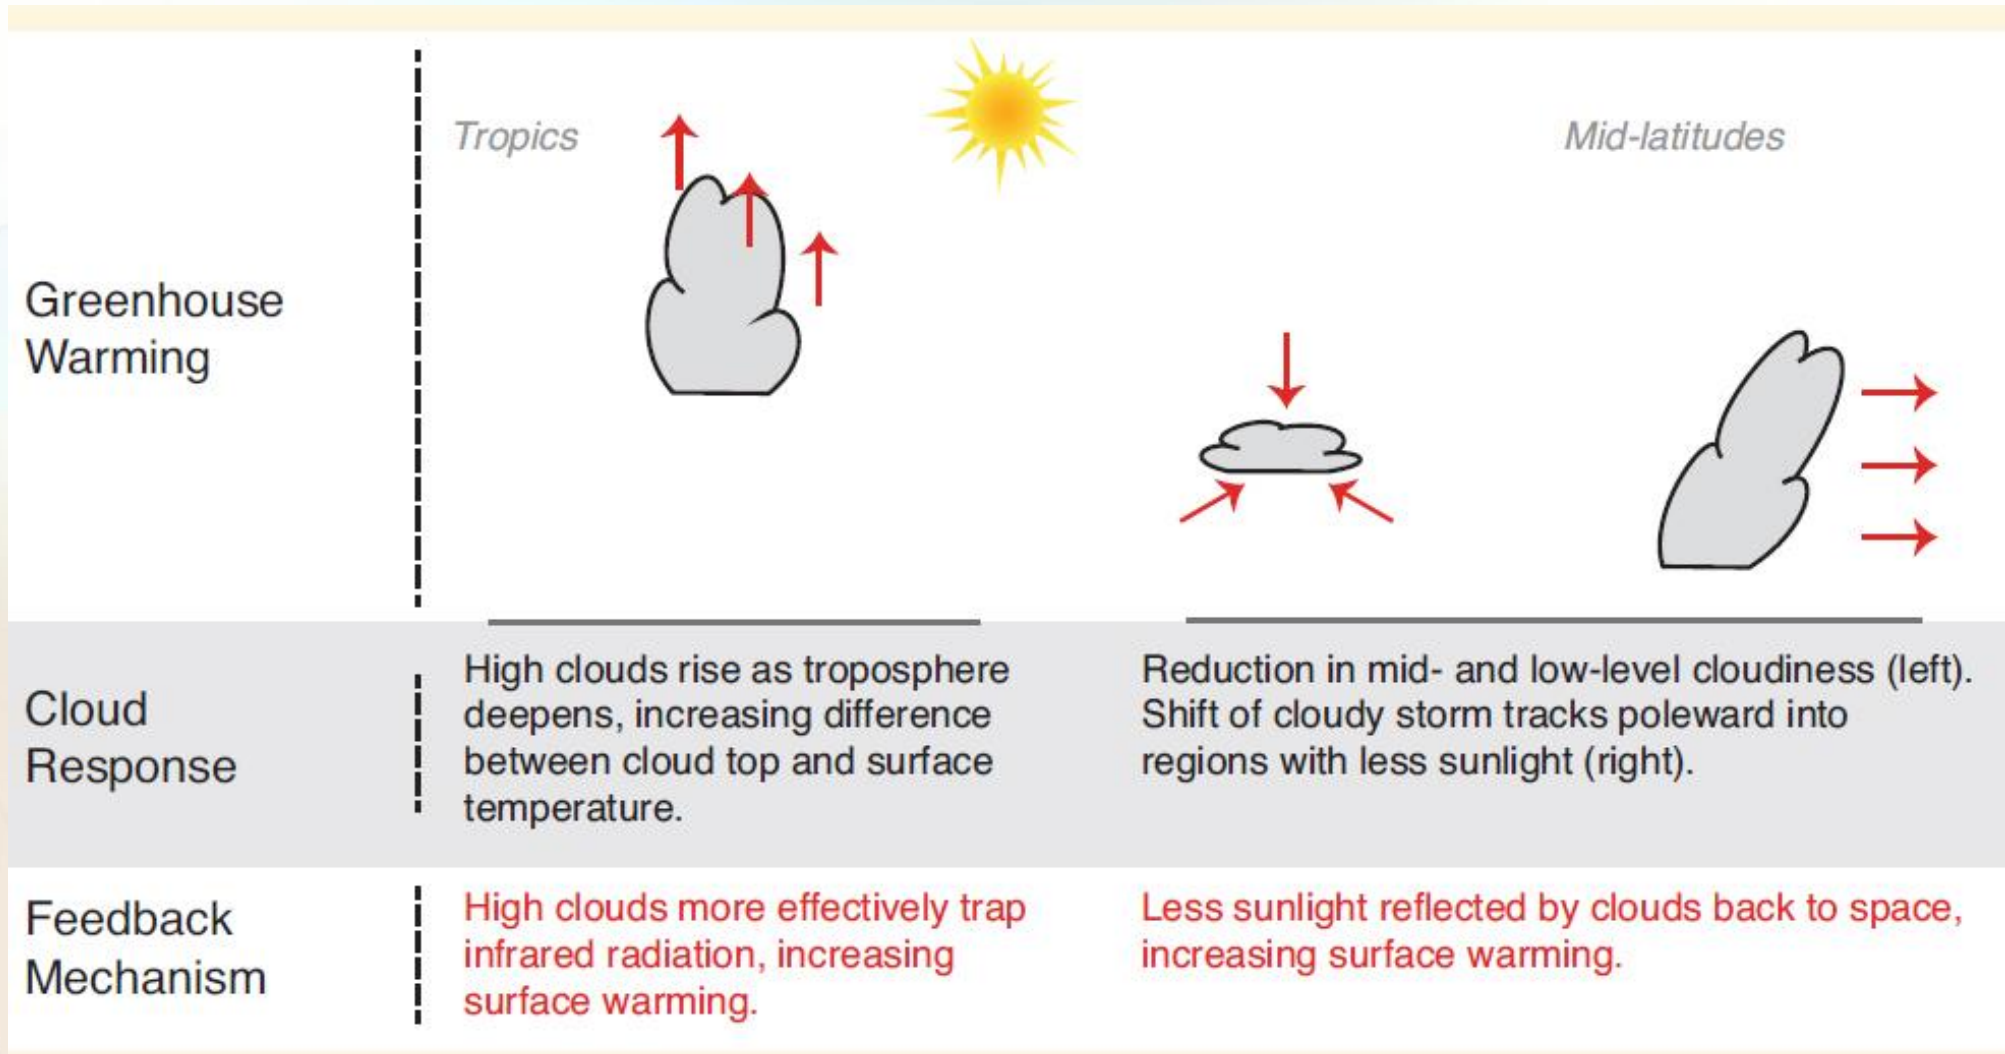 Tropics
Mid-latitudes
Greenhouse
Warming
Cloud
Response
High clouds rise as troposphere
deepens, increasing difference
between cloud top and surface
temperature.
Reduction in mid- and low-level cloudiness (left).
Shift of cloudy storm tracks poleward into
regions with less sunlight (right).
Feedback
Mechanism
High clouds more effectively trap
infrared radiation, increasing
surface warming.
Less sunlight reflected by clouds back to space,
increasing surface warming.